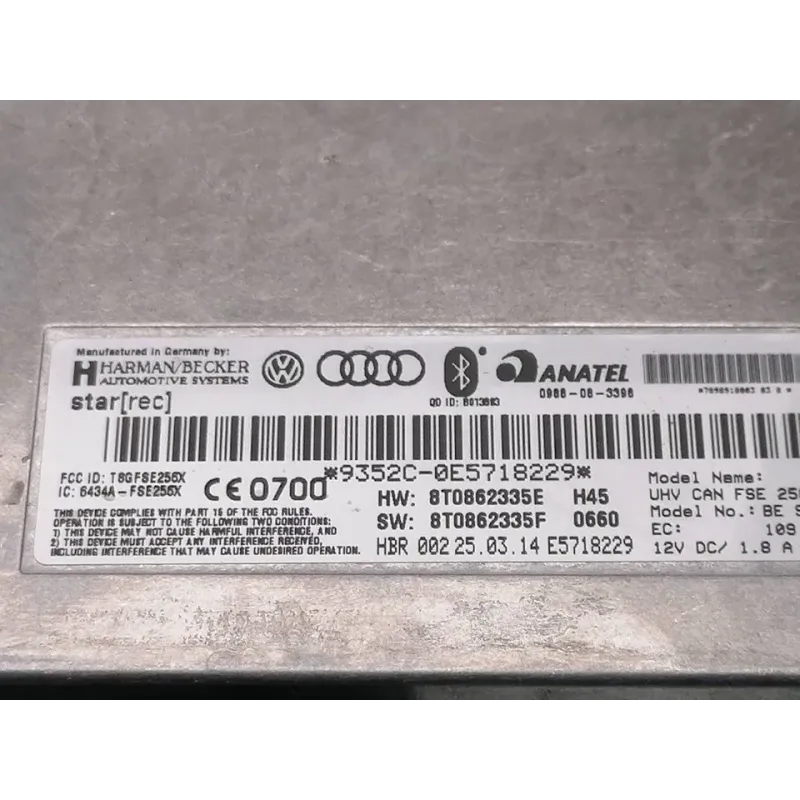 Manufactured in Germany by:
HARMAN/BECKER
AUTOMOTIVE SYSTEMS
star[rec]
QD ID: B013863
ANATEL
0986-08-3396
FCC ID: T8GFSE256X
IC: 6434A-FSE256X
CE 0700
*9352C-0E5718229*
HW: 8T0862335E H45
SW: 8T0862335F 0660
HBR 002 25.03.14 E5718229
THIS DEVICE COMPLIES WITH PART 15 OF THE FCC RULES.
OPERATION IS SUBJECT TO THE FOLLOWING TWO CONDITIONS:
1) THIS DEVICE MAY NOT CAUSE HARMFUL INTERFERENCE, AND
2) THIS DEVICE MUST ACCEPT ANY INTERFERENCE RECEIVED,
INCLUDING INTERFERENCE THAT MAY CAUSE UNDESIRED OPERATION.
Model Name:
UHV CAN FSE
Model No.: BE
EC: 109
12V DC/ 1.8 A